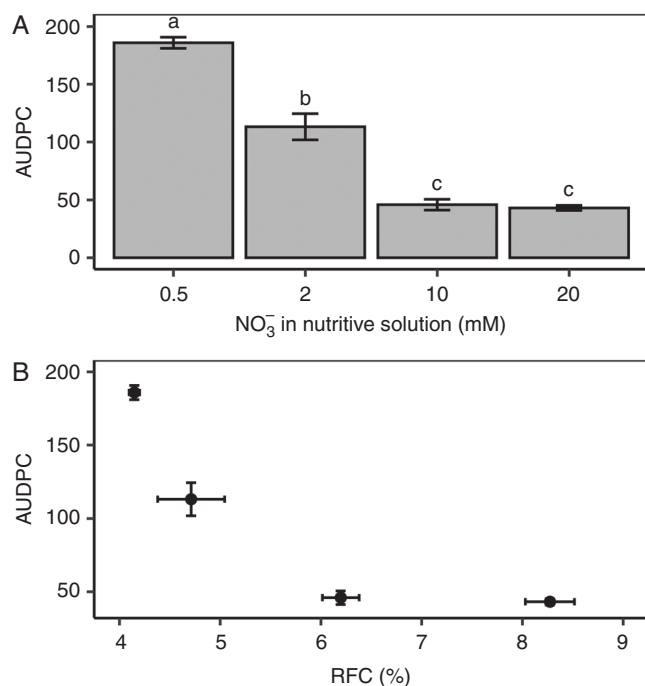 A
200
150
100
50
0
AUDPC
a
b
c
c
0.5 2 10 20
NO₃⁻ in nutritive solution (mM)
B
200
150
100
50
AUDPC
4 5 6 7 8 9
RFC (%)